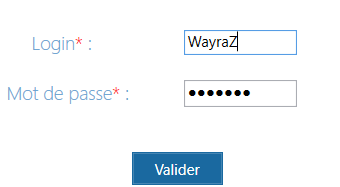 Login* : WayraZ
Mot de passe* : •••••••
Valider